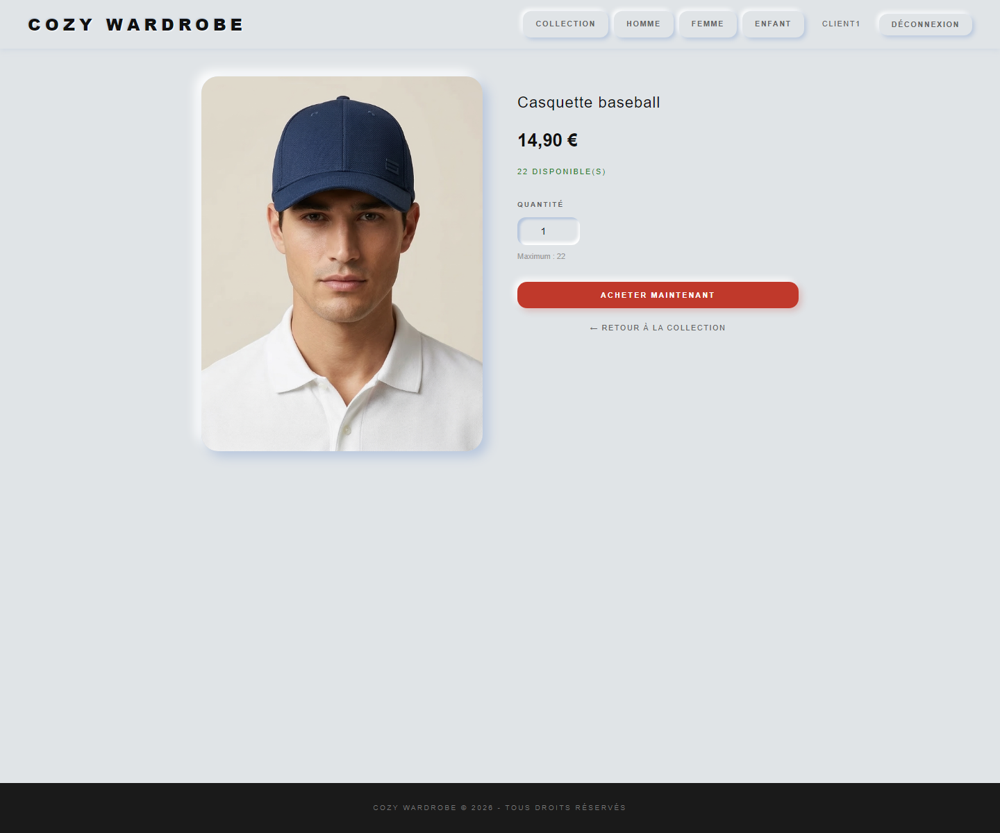 COZY WARDROBE
COLLECTION
HOMME
FEMME
ENFANT
CLIENT1
DÉCONNEXION
Casquette baseball
14,90 €
22 DISPONIBLE(S)
QUANTITÉ
1
Maximum : 22
ACHETER MAINTENANT
← RETOUR À LA COLLECTION
COZY WARDROBE © 2026 - TOUS DROITS RÉSERVÉS